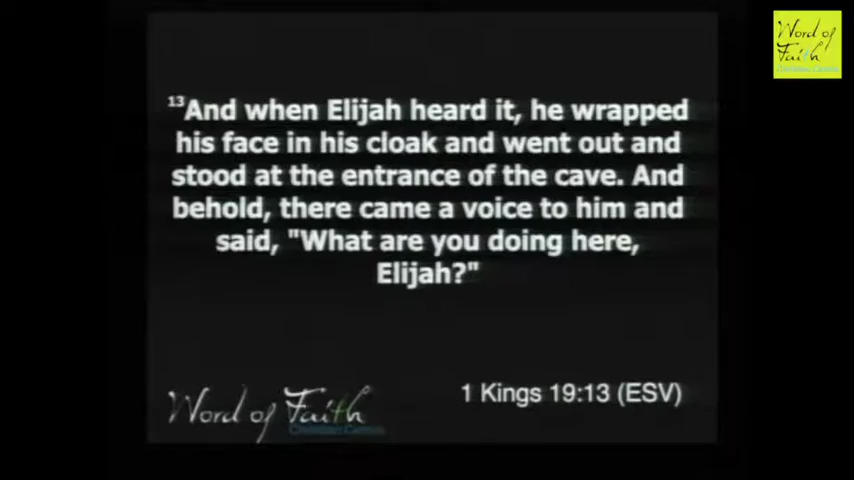 Word of
Faith
¹³And when Elijah heard it, he wrapped
his face in his cloak and went out and
stood at the entrance of the cave. And
behold, there came a voice to him and
said, "What are you doing here,
Elijah?"
Word of Faith
Christian Centre
1 Kings 19:13 (ESV)